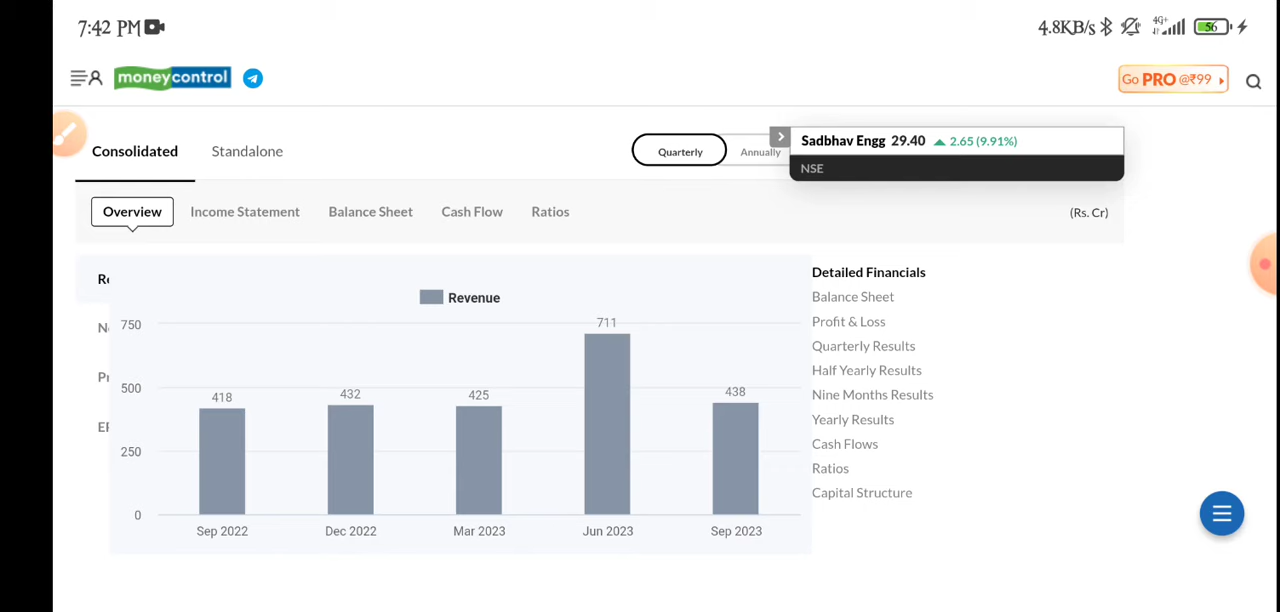 7:42 PM
4.8KB/s 4G+ 56
moneycontrol
Go PRO @₹99
Consolidated Standalone
Quarterly Annually
Sadbhav Engg 29.40 2.65 (9.91%)
NSE
Overview Income Statement Balance Sheet Cash Flow Ratios
(Rs. Cr)
Revenue
750
500
250
0
418
432
425
711
438
Sep 2022 Dec 2022 Mar 2023 Jun 2023 Sep 2023
Detailed Financials
Balance Sheet
Profit & Loss
Quarterly Results
Half Yearly Results
Nine Months Results
Yearly Results
Cash Flows
Ratios
Capital Structure